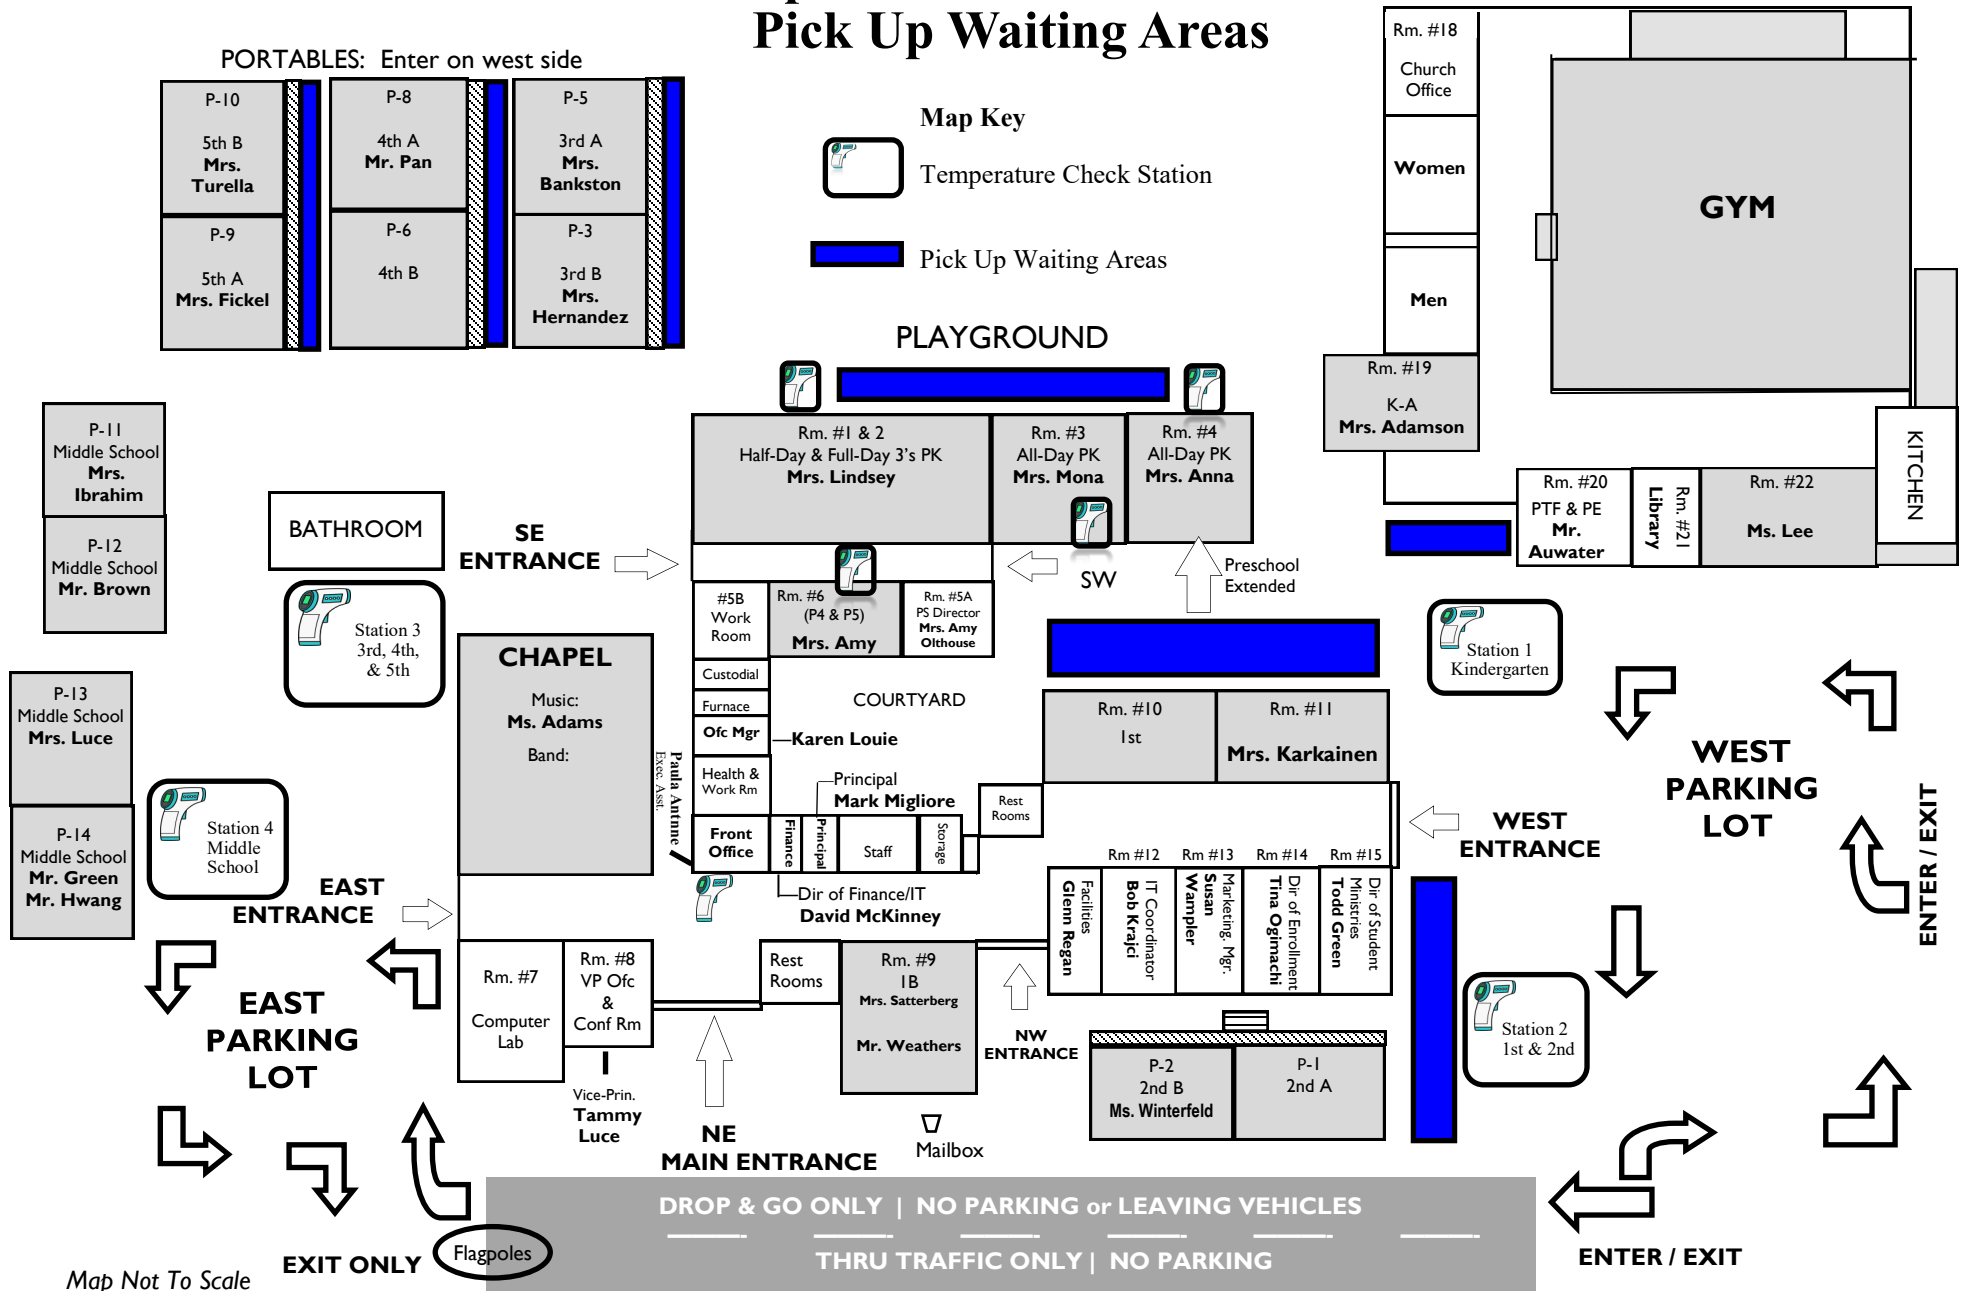 Pick Up Waiting Areas
PORTABLES: Enter on west side
P-10
5th B
Mrs.
Turella
P-9
5th A
Mrs. Fickel
P-8
4th A
Mr. Pan
P-6
4th B
P-5
3rd A
Mrs.
Bankston
P-3
3rd B
Mrs.
Hernandez
Map Key
Temperature Check Station
Pick Up Waiting Areas
Rm. #18
Church
Office
Women
Men
GYM
Rm. #19
K-A
Mrs. Adamson
Rm. #20
PTF & PE
Mr.
Auwater
Rm. #21
Library
Rm. #22
Ms. Lee
KITCHEN
PLAYGROUND
Rm. #1 & 2
Half-Day & Full-Day 3's PK
Mrs. Lindsey
Rm. #3
All-Day PK
Mrs. Mona
Rm. #4
All-Day PK
Mrs. Anna
P-11
Middle School
Mrs.
Ibrahim
P-12
Middle School
Mr. Brown
BATHROOM
SE
ENTRANCE
SW
Preschool
Extended
Station 3
3rd, 4th,
& 5th
#5B
Work
Room
Rm. #6
(P4 & P5)
Mrs. Amy
Rm. #5A
PS Director
Mrs. Amy
Olthouse
Station 1
Kindergarten
CHAPEL
Music:
Ms. Adams
Band:
Custodial
Furnace
Ofc Mgr
Karen Louie
COURTYARD
Health &
Work Rm
Paula Antnne
Exec. Asst.
Principal
Mark Migliore
Front
Office
Finance
Principal
Staff
Storage
Rest
Rooms
Dir of Finance/IT
David McKinney
Rm. #10
1st
Rm. #11
Mrs. Karkainen
WEST
PARKING
LOT
WEST
ENTRANCE
ENTER / EXIT
P-13
Middle School
Mrs. Luce
P-14
Middle School
Mr. Green
Mr. Hwang
Station 4
Middle
School
EAST
ENTRANCE
Facilities
Glenn Regan
Rm #12
IT Coordinator
Bob Krajci
Rm #13
Marketing. Mgr.
Susan
Wampler
Rm #14
Dir of Enrollment
Tina Ogimachi
Rm #15
Dir of Student
Ministries
Todd Green
EAST
PARKING
LOT
Rm. #7
Computer
Lab
Rm. #8
VP Ofc
&
Conf Rm
Vice-Prin.
Tammy
Luce
Rest
Rooms
Rm. #9
1B
Mrs. Satterberg
Mr. Weathers
NW
ENTRANCE
P-2
2nd B
Ms. Winterfeld
P-1
2nd A
Station 2
1st & 2nd
NE
MAIN ENTRANCE
Mailbox
DROP & GO ONLY | NO PARKING or LEAVING VEHICLES
THRU TRAFFIC ONLY | NO PARKING
EXIT ONLY
Flagpoles
ENTER / EXIT
Map Not To Scale